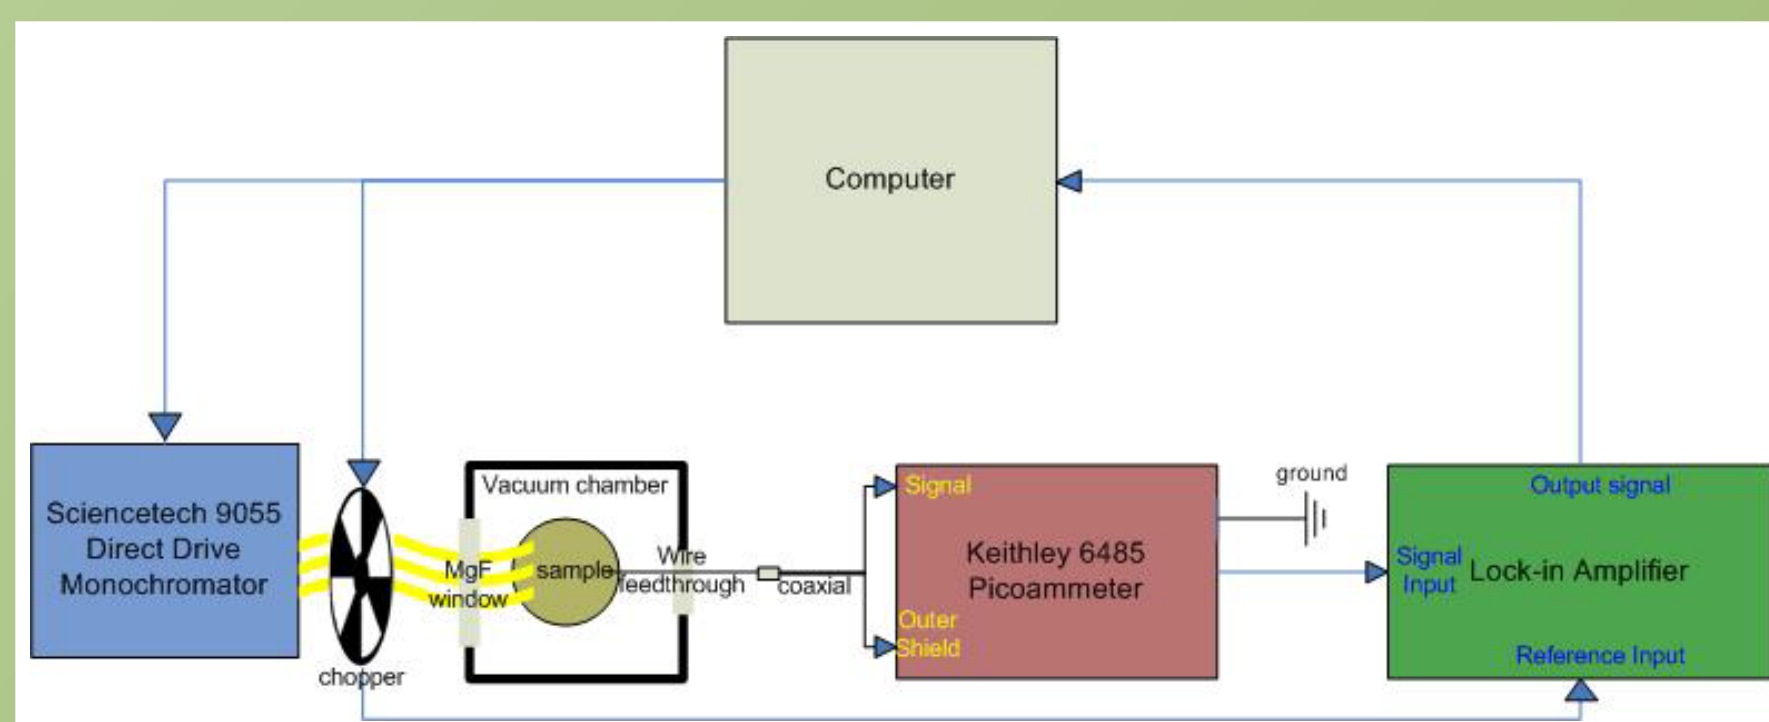 Computer
Sciencetech 9055
Direct Drive
Monochromator
chopper
Vacuum chamber
MgF
window
sample
Wire
feedthrough
coaxial
Signal
Outer
Shield
Keithley 6485
Picoammeter
ground
Output signal
Signal
Input
Lock-in Amplifier
Reference Input